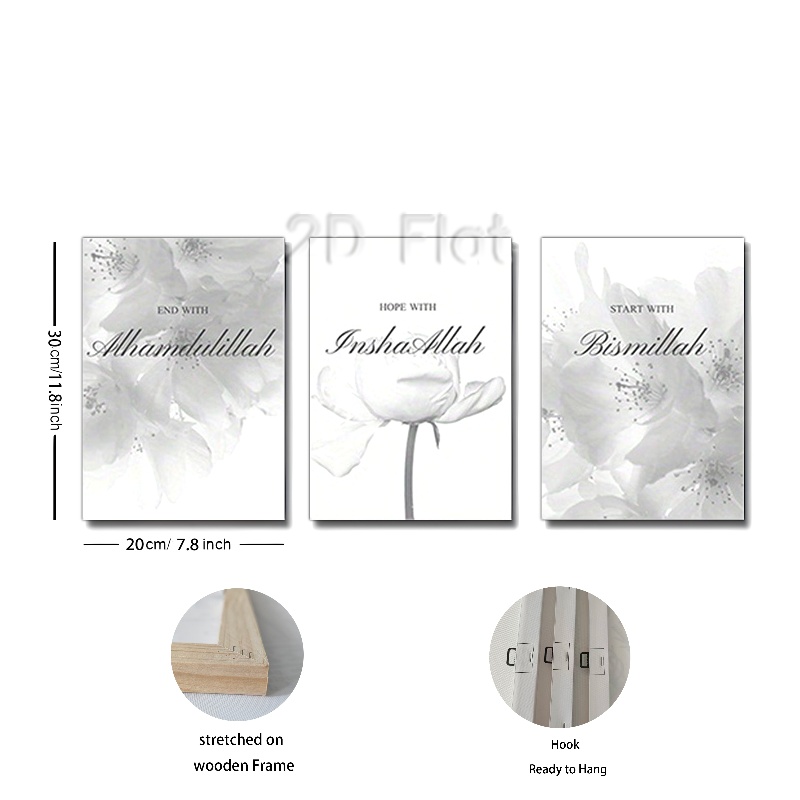 2D Flat
END WITH
Alhamdulillah
HOPE WITH
InshaAllah
START WITH
Bismillah
30cm/11.8inch
20cm/ 7.8 inch
stretched on
wooden Frame
Hook
Ready to Hang